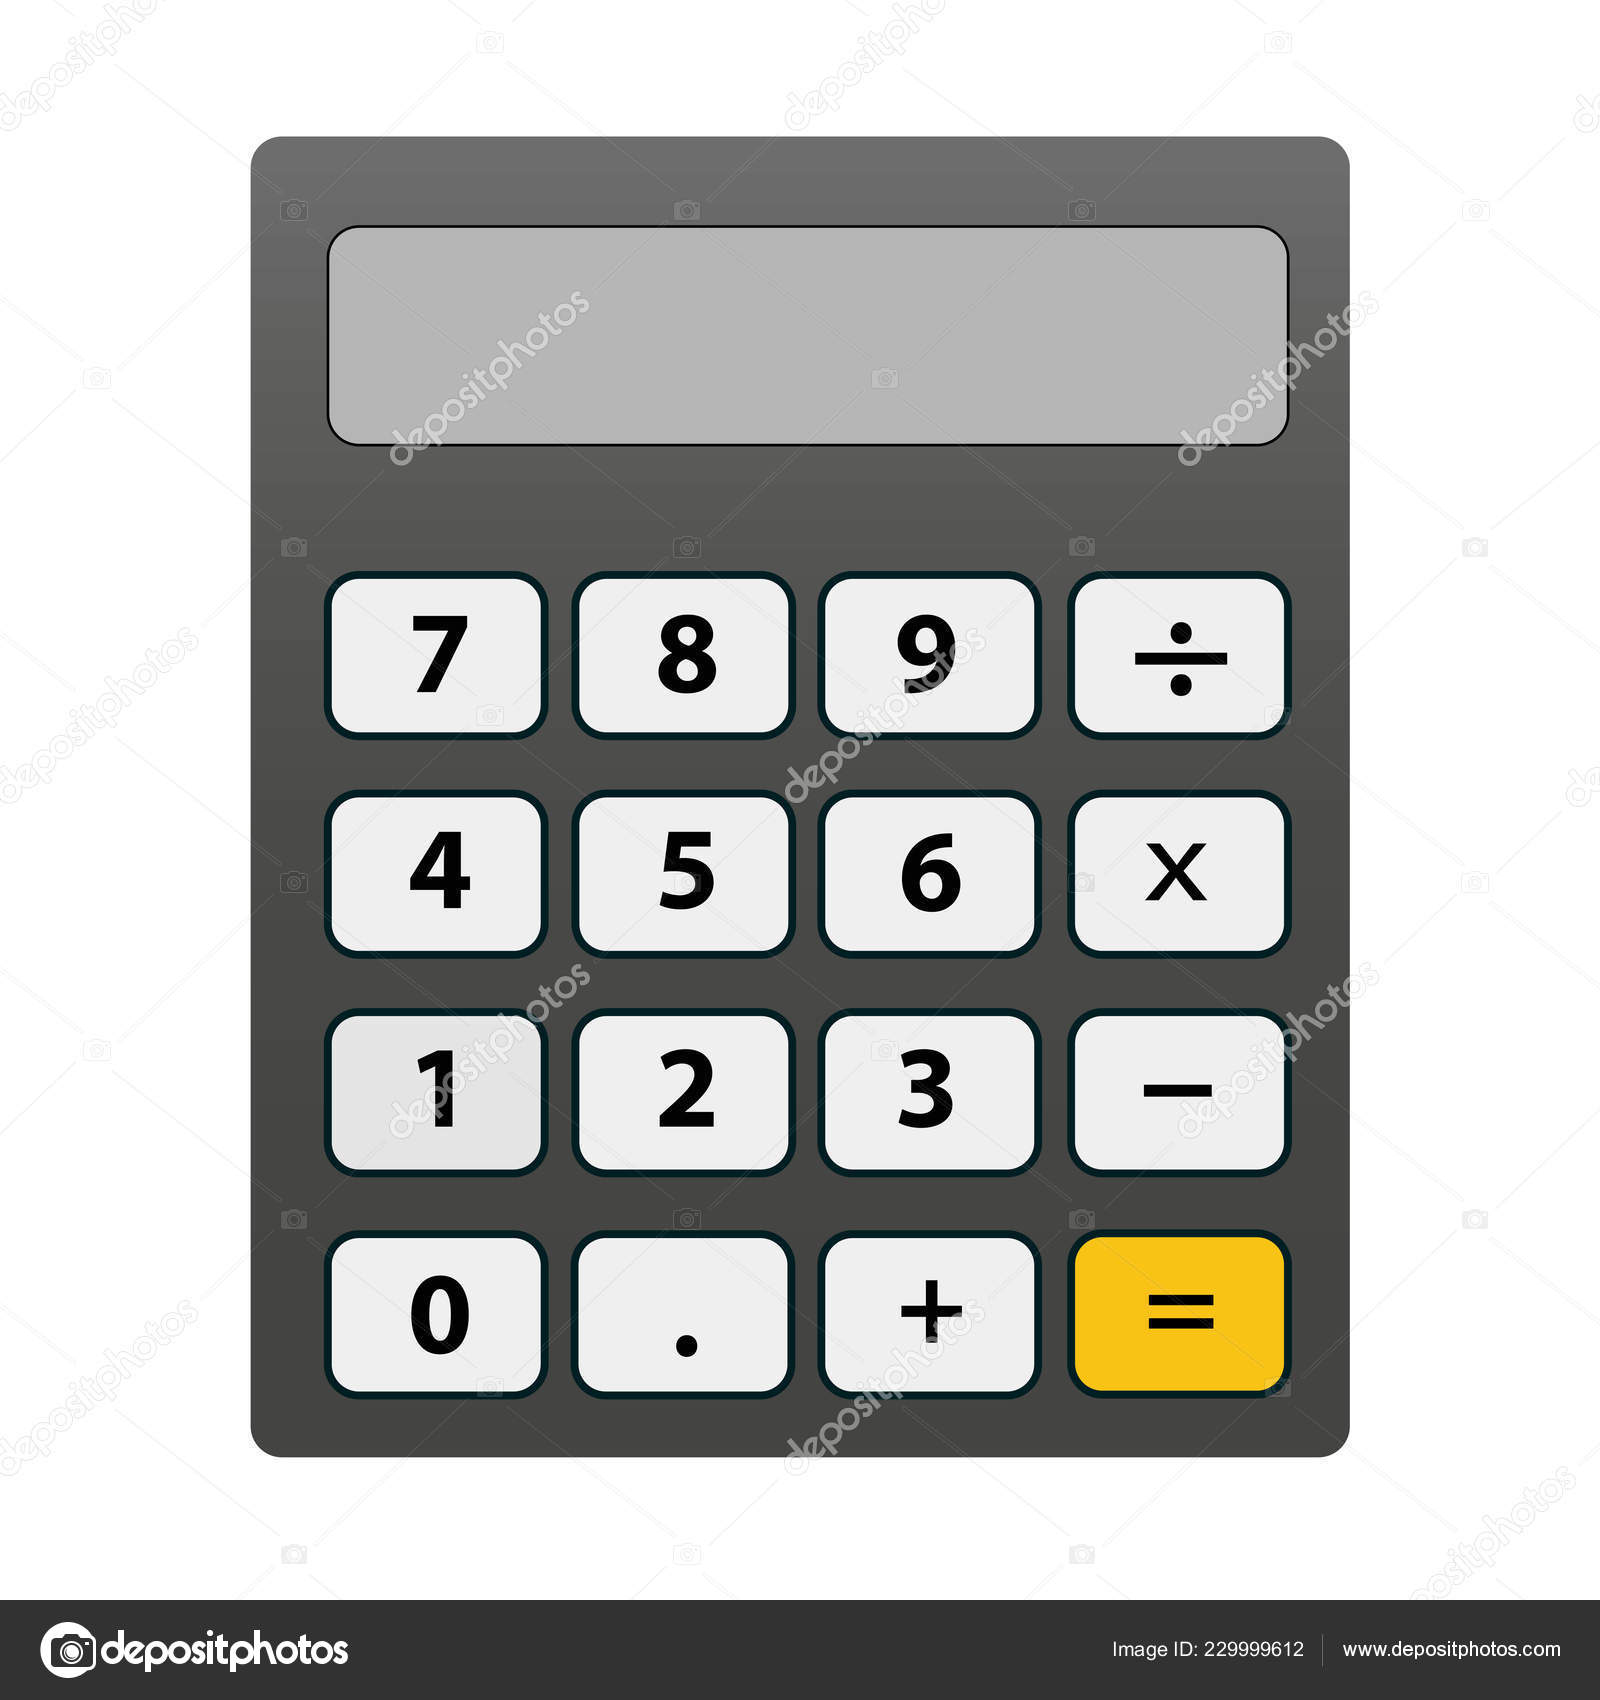 7 8 9 ÷
4 5 6 x
1 2 3 −
0 . + =
depositphotos
Image ID: 229999612 www.depositphotos.com